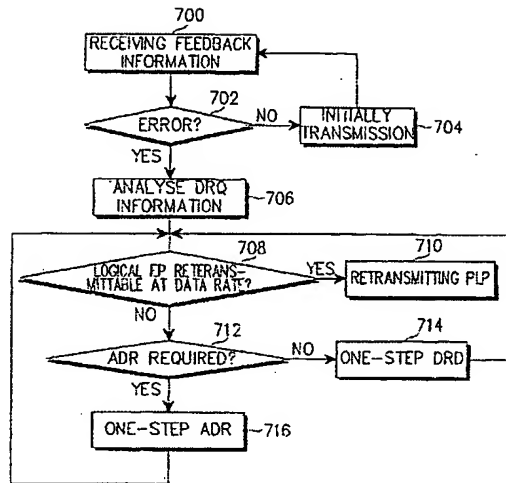 700
RECEIVING FEEDBACK
INFORMATION
702
ERROR?
NO
INITIALLY
TRANSMISSION
704
YES
ANALYSE DRQ
INFORMATION
706
708
LOGICAL EP RETERANS-
MITTABLE AT DATA RATE?
YES
710
RETRANSMITTING PLP
NO
712
ADR REQUIRED?
NO
714
ONE-STEP DRD
YES
ONE-STEP ADR
716